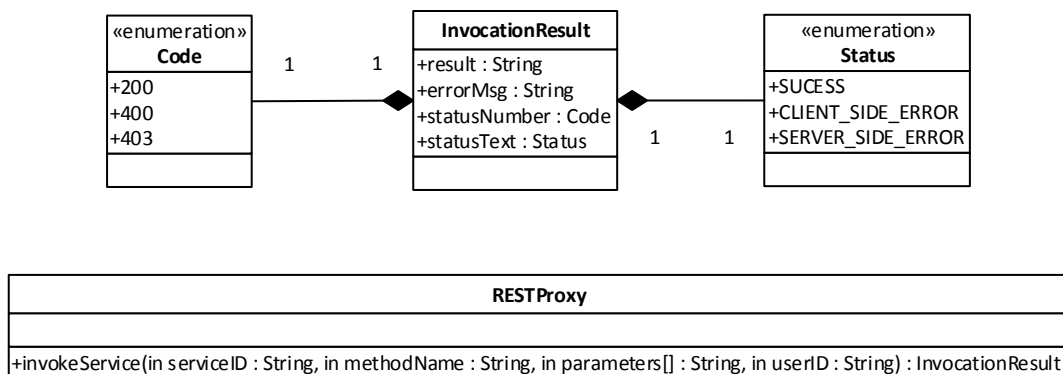 «enumeration»
Code
+200
+400
+403
1
1
InvocationResult
+result : String
+errorMsg : String
+statusNumber : Code
+statusText : Status
1
1
«enumeration»
Status
+SUCESS
+CLIENT_SIDE_ERROR
+SERVER_SIDE_ERROR
RESTProxy
+invokeService(in serviceID : String, in methodName : String, in parameters[] : String, in userID : String) : InvocationResult